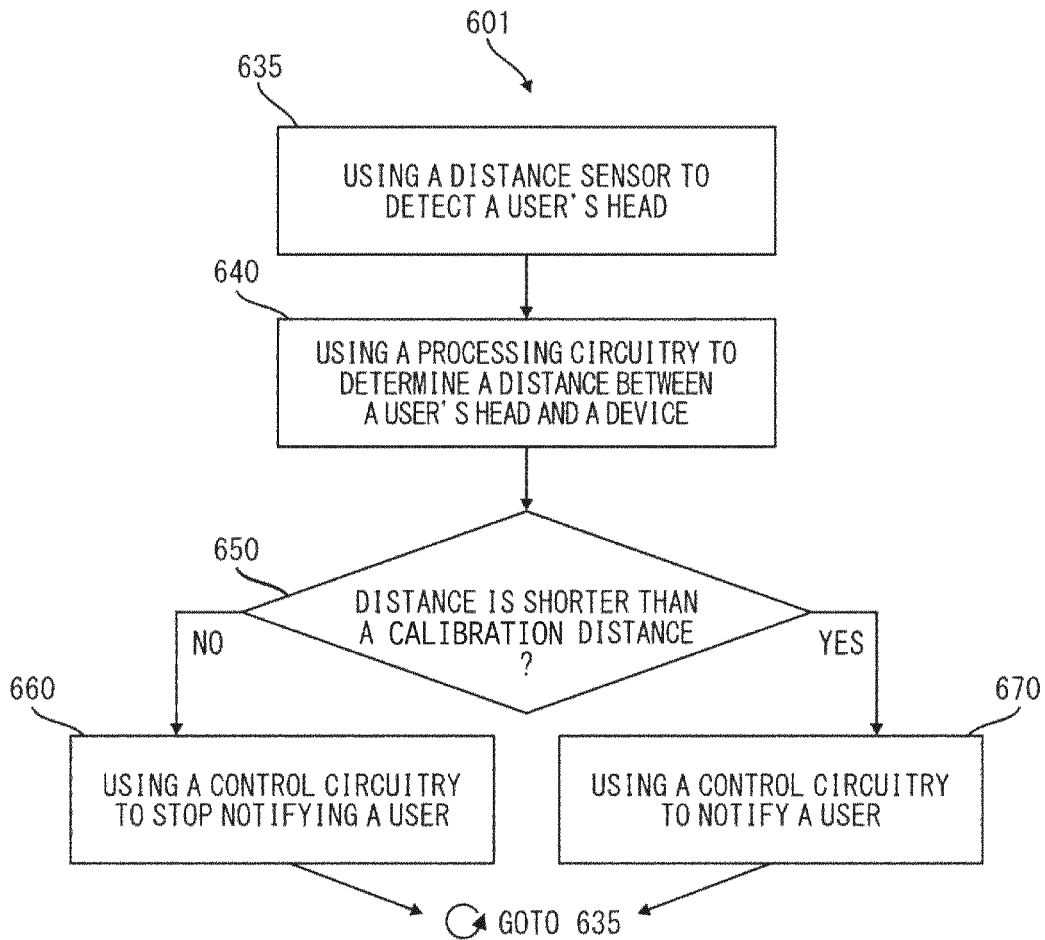 601
635
USING A DISTANCE SENSOR TO
DETECT A USER'S HEAD
640
USING A PROCESSING CIRCUITRY TO
DETERMINE A DISTANCE BETWEEN
A USER'S HEAD AND A DEVICE
650
DISTANCE IS SHORTER THAN
A CALIBRATION DISTANCE
?
NO
YES
660
USING A CONTROL CIRCUITRY
TO STOP NOTIFYING A USER
670
USING A CONTROL CIRCUITRY
TO NOTIFY A USER
GOTO 635